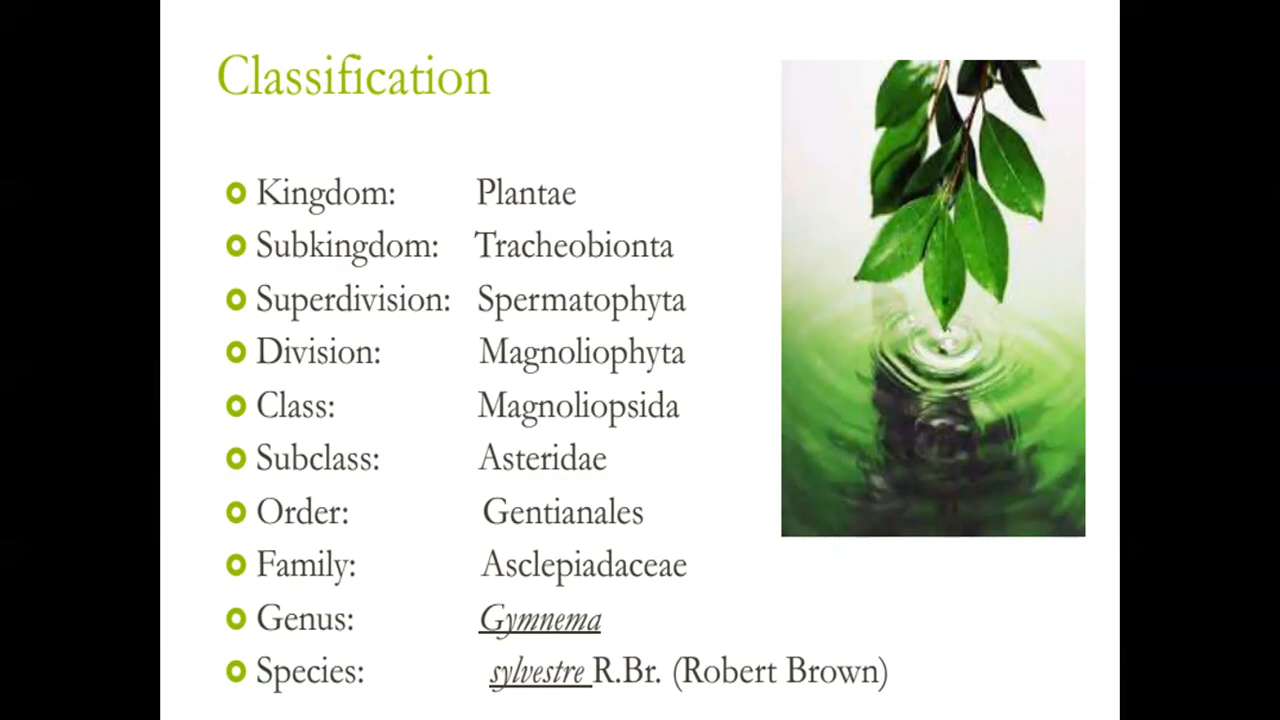 Classification
Kingdom: Plantae
Subkingdom: Tracheobionta
Superdivision: Spermatophyta
Division: Magnoliophyta
Class: Magnoliopsida
Subclass: Asteridae
Order: Gentianales
Family: Asclepiadaceae
Genus: Gymnema
Species: sylvestre R.Br. (Robert Brown)